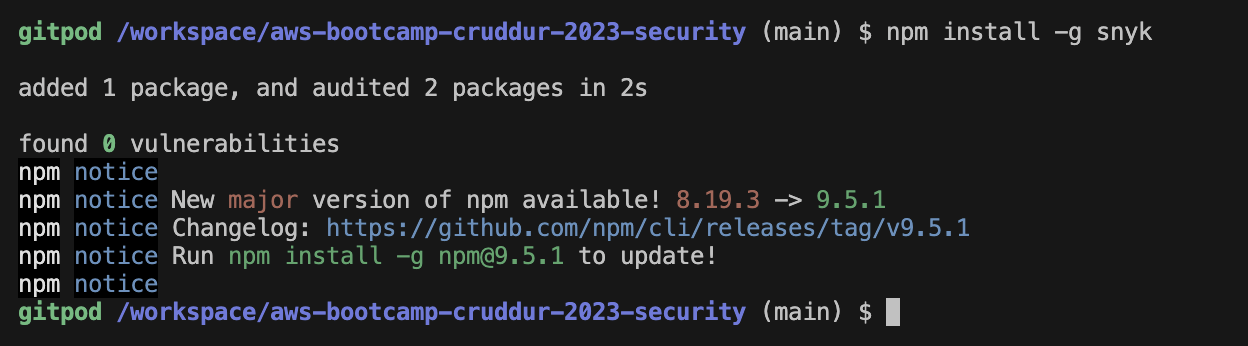 gitpod /workspace/aws-bootcamp-cruddur-2023-security (main) $ npm install -g snyk
added 1 package, and audited 2 packages in 2s
found 0 vulnerabilities
npm notice
npm notice New major version of npm available! 8.19.3 -> 9.5.1
npm notice Changelog: https://github.com/npm/cli/releases/tag/v9.5.1
npm notice Run npm install -g npm@9.5.1 to update!
npm notice
gitpod /workspace/aws-bootcamp-cruddur-2023-security (main) $